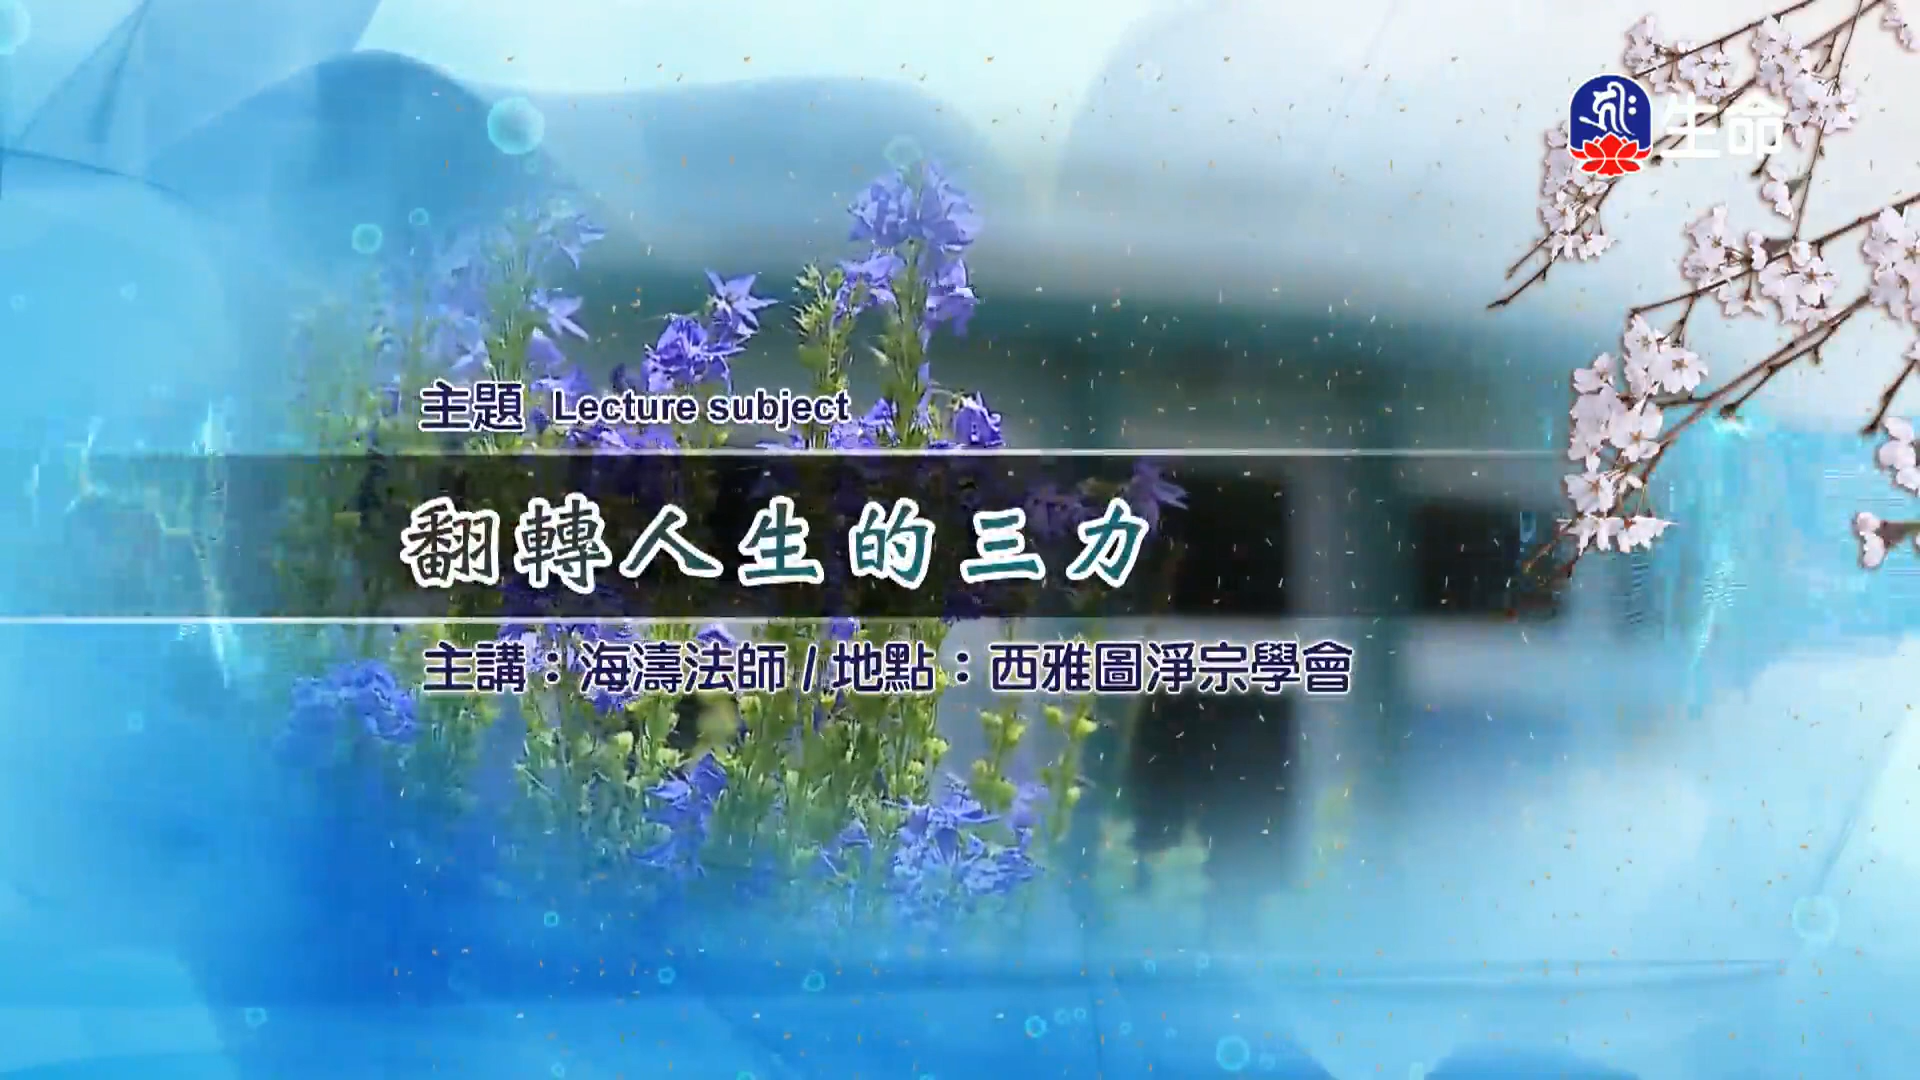 生命
主題 Lecture subject
翻轉人生的三力
主講：海濤法師 / 地點：西雅圖淨宗學會